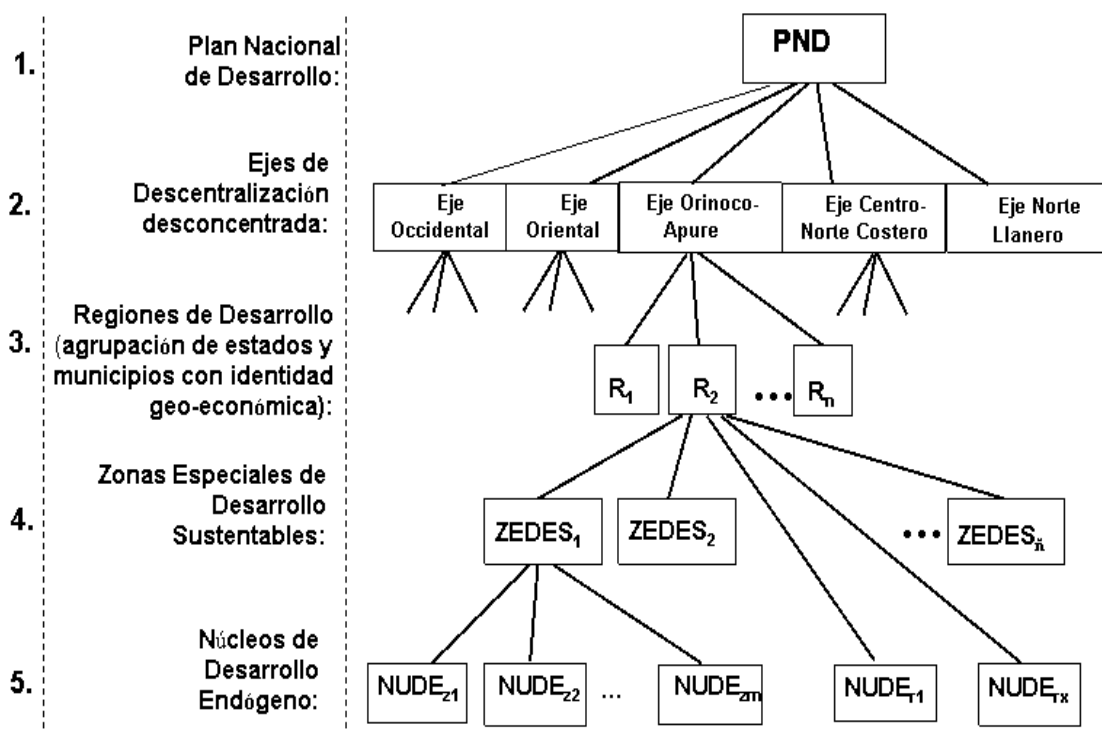 1.
Plan Nacional
de Desarrollo:
PND
2.
Ejes de
Descentralización
desconcentrada:
Eje
Occidental
Eje
Oriental
Eje Orinoco-
Apure
Eje Centro-
Norte Costero
Eje Norte
Llanero
3.
Regiones de Desarrollo
(agrupación de estados y
municipios con identidad
geo-económica):
R1
R2
...
Rn
4.
Zonas Especiales de
Desarrollo
Sustentables:
ZEDES1
ZEDES2
...
ZEDESñ
5.
Núcleos de
Desarrollo
Endógeno:
NUDEz1
NUDEz2
...
NUDEzm
NUDEr1
NUDErx